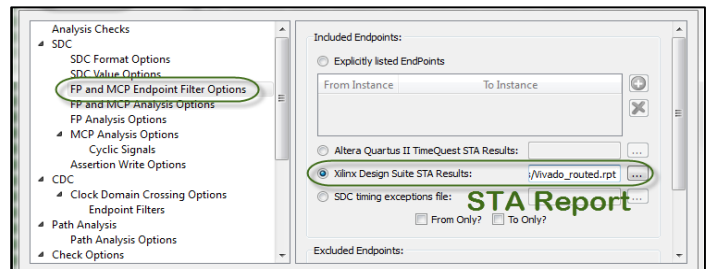 Analysis Checks
SDC
SDC Format Options
SDC Value Options
FP and MCP Endpoint Filter Options
FP and MCP Analysis Options
FP Analysis Options
MCP Analysis Options
Cyclic Signals
Assertion Write Options
CDC
Clock Domain Crossing Options
Endpoint Filters
Path Analysis
Path Analysis Options
Check Options
Included Endpoints:
Explicitly listed EndPoints
From Instance To Instance
Altera Quartus II TimeQuest STA Results: ...
Xilinx Design Suite STA Results: /Vivado_routed.rpt ...
SDC timing exceptions file: ...
STA Report
From Only? To Only?
Excluded Endpoints: